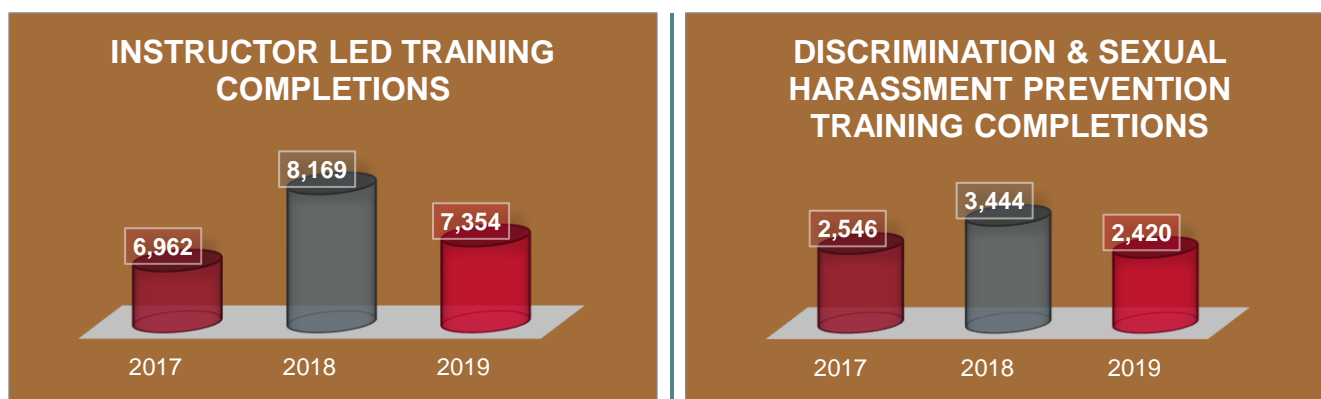 INSTRUCTOR LED TRAINING
COMPLETIONS
6,962
8,169
7,354
2017
2018
2019
DISCRIMINATION & SEXUAL
HARASSMENT PREVENTION
TRAINING COMPLETIONS
2,546
3,444
2,420
2017
2018
2019